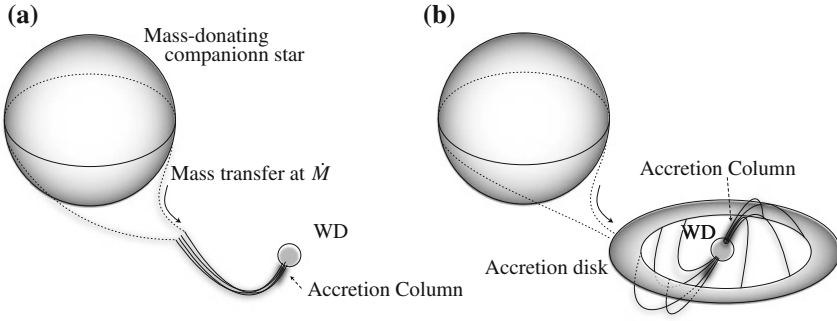 (a)
Mass-donating
companionn star
Mass transfer at Ṁ
WD
Accretion Column
(b)
Accretion Column
WD
Accretion disk